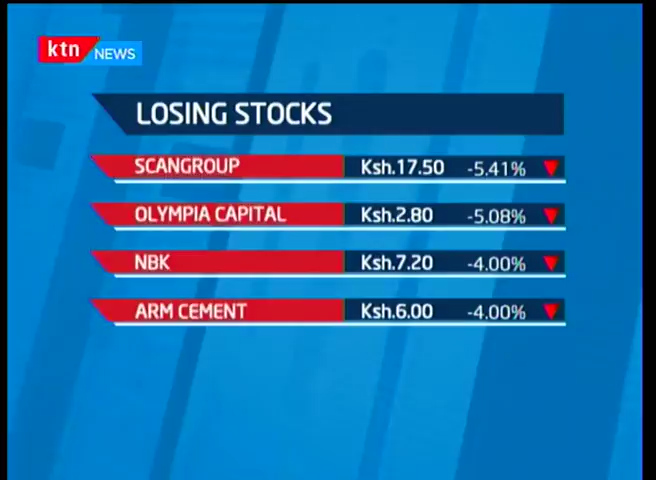 ktn NEWS
LOSING STOCKS
SCANGROUP Ksh.17.50 -5.41%
OLYMPIA CAPITAL Ksh.2.80 -5.08%
NBK Ksh.7.20 -4.00%
ARM CEMENT Ksh.6.00 -4.00%